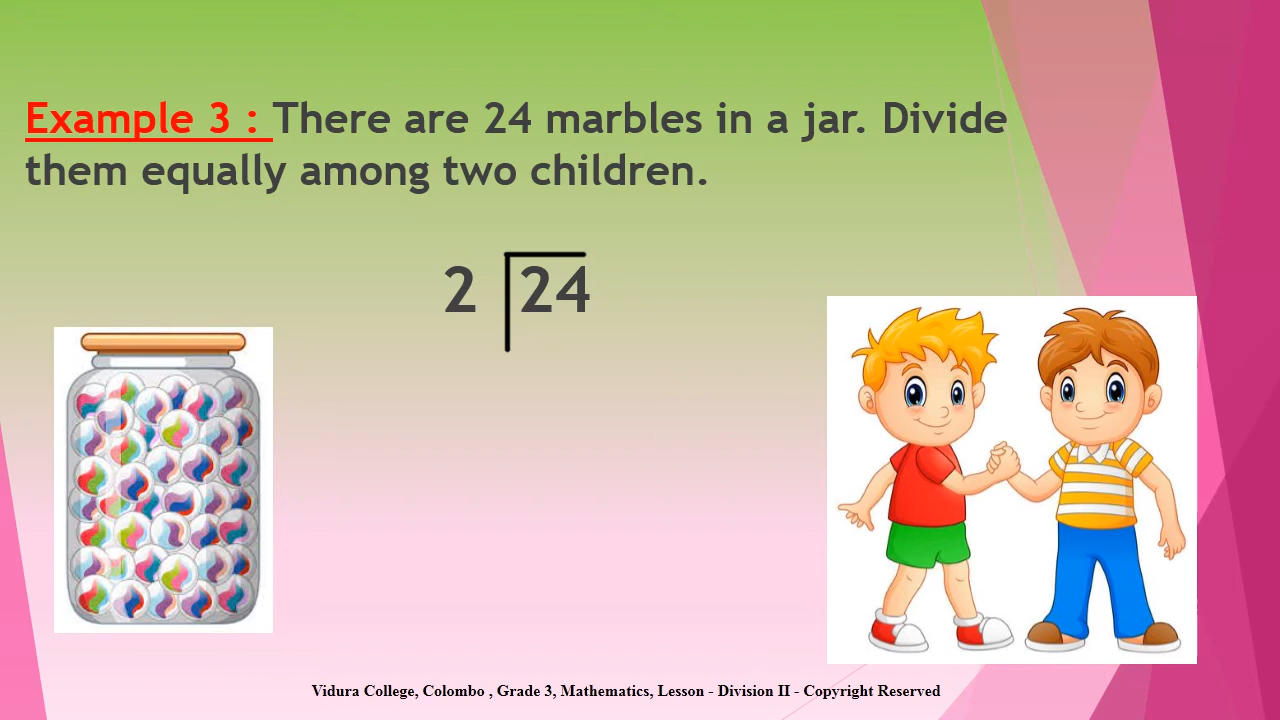 Example 3 : There are 24 marbles in a jar. Divide
them equally among two children.
2 24
Vidura College, Colombo , Grade 3, Mathematics, Lesson - Division II - Copyright Reserved